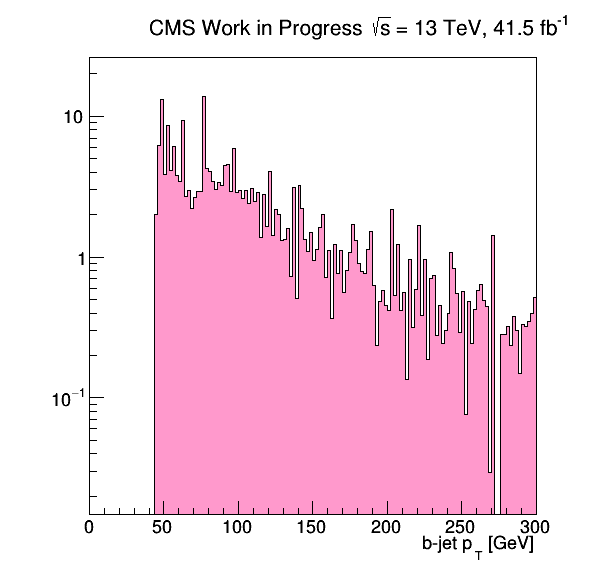 CMS Work in Progress √s = 13 TeV, 41.5 fb⁻¹
10
1
10⁻¹
0 50 100 150 200 250 300
b-jet p_T [GeV]